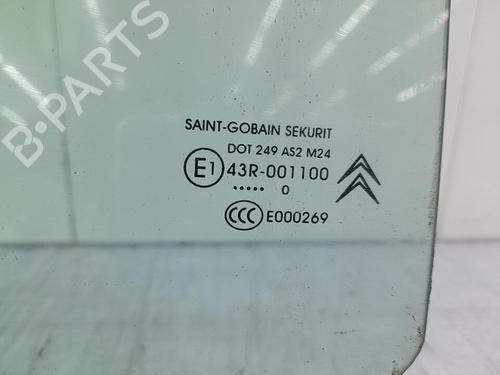 B-PARTS
SAINT-GOBAIN SEKURIT
DOT 249 AS2 M24
E1 43R-001100
..... 0
CCC E000269